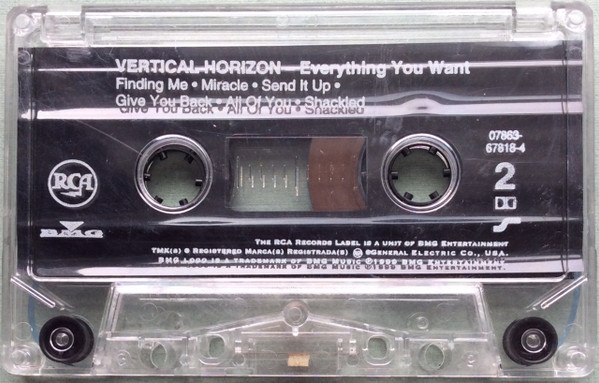 VERTICAL HORIZON – Everything You Want
Finding Me • Miracle • Send It Up •
Give You Back • All Of You • Shackled
07863-
67818-4
2
RCA
BMG
THE RCA RECORDS LABEL IS A UNIT OF BMG ENTERTAINMENT
TMK(S) ® REGISTERED MARCA(S) REGISTRADA(S) GENERAL ELECTRIC CO., USA.
BMG LOGO IS A TRADEMARK OF BMG MUSIC ℗1999 BMG ENTERTAINMENT